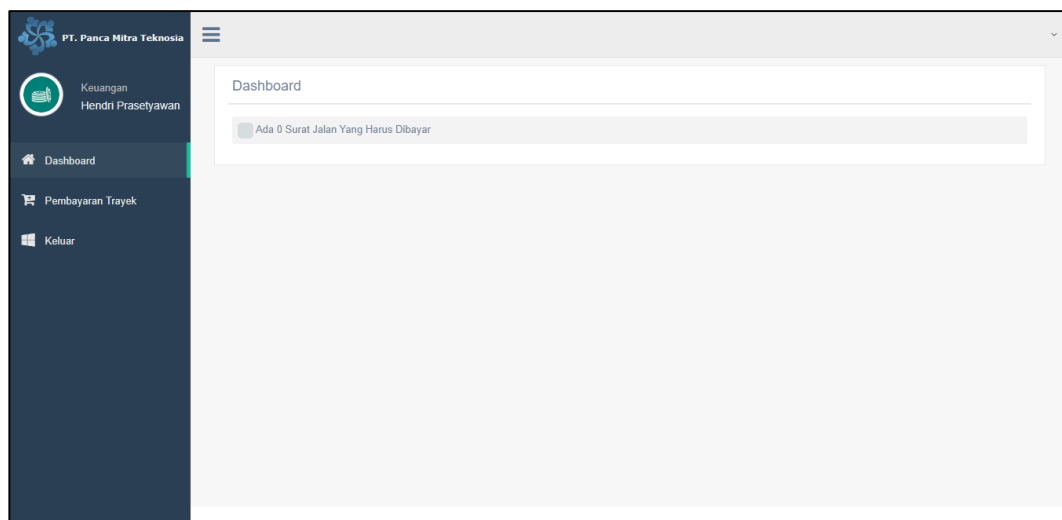 PT. Panca Mitra Teknosia
Keuangan
Hendri Prasetyawan
Dashboard
Pembayaran Trayek
Keluar
Dashboard
Ada 0 Surat Jalan Yang Harus Dibayar